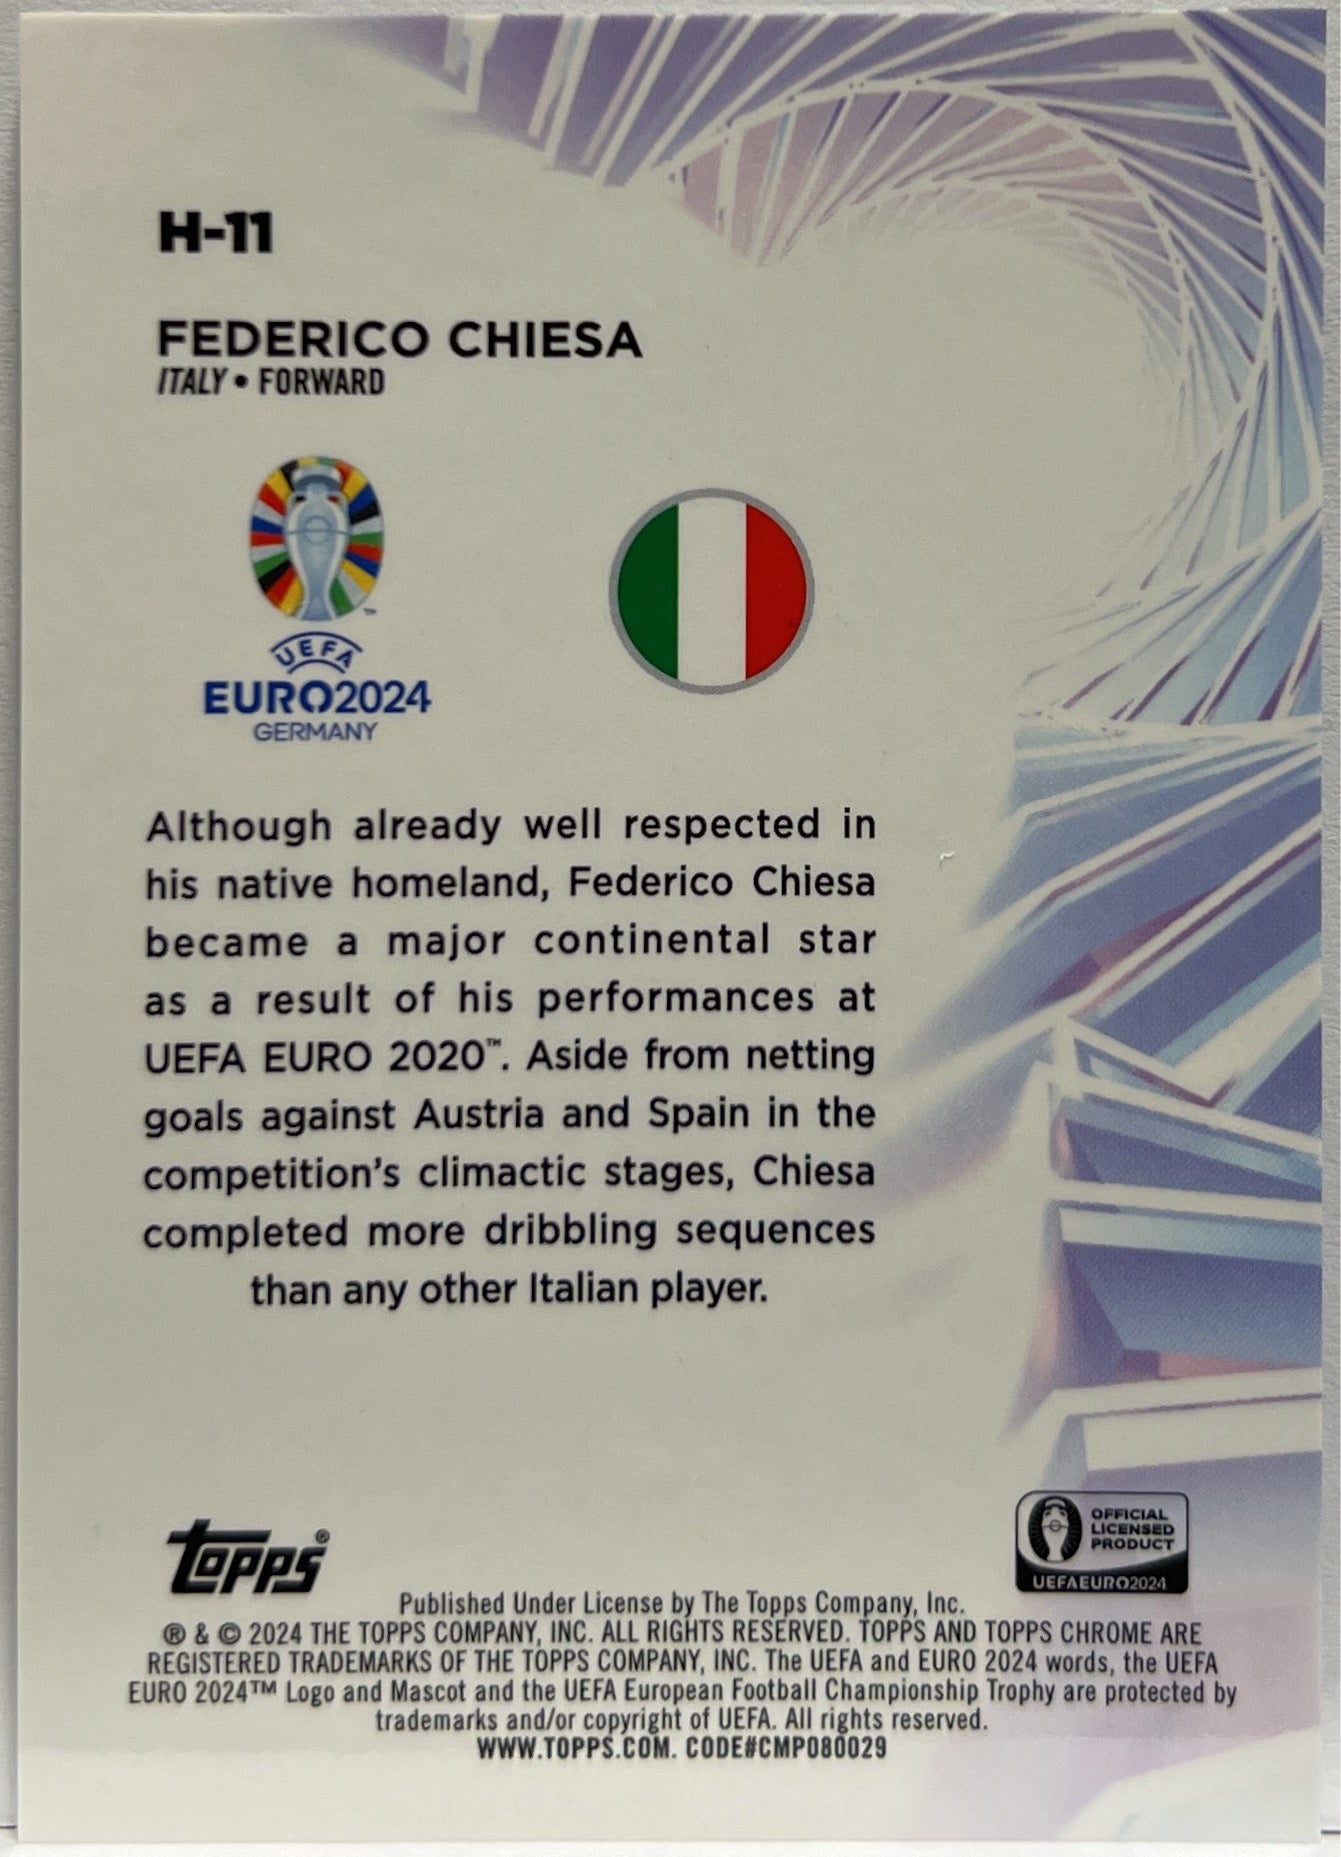 H-11
FEDERICO CHIESA
ITALY • FORWARD
™
UEFA
EURO2024
GERMANY
Although already well respected in
his native homeland, Federico Chiesa
became a major continental star
as a result of his performances at
UEFA EURO 2020™. Aside from netting
goals against Austria and Spain in the
competition’s climactic stages, Chiesa
completed more dribbling sequences
than any other Italian player.
Topps®
OFFICIAL
LICENSED
PRODUCT
UEFAEURO2024
Published Under License by The Topps Company, Inc.
® & © 2024 THE TOPPS COMPANY, INC. ALL RIGHTS RESERVED. TOPPS AND TOPPS CHROME ARE
REGISTERED TRADEMARKS OF THE TOPPS COMPANY, INC. The UEFA and EURO 2024 words, the UEFA
EURO 2024™ Logo and Mascot and the UEFA European Football Championship Trophy are protected by
trademarks and/or copyright of UEFA. All rights reserved.
WWW.TOPPS.COM. CODE#CMP080029